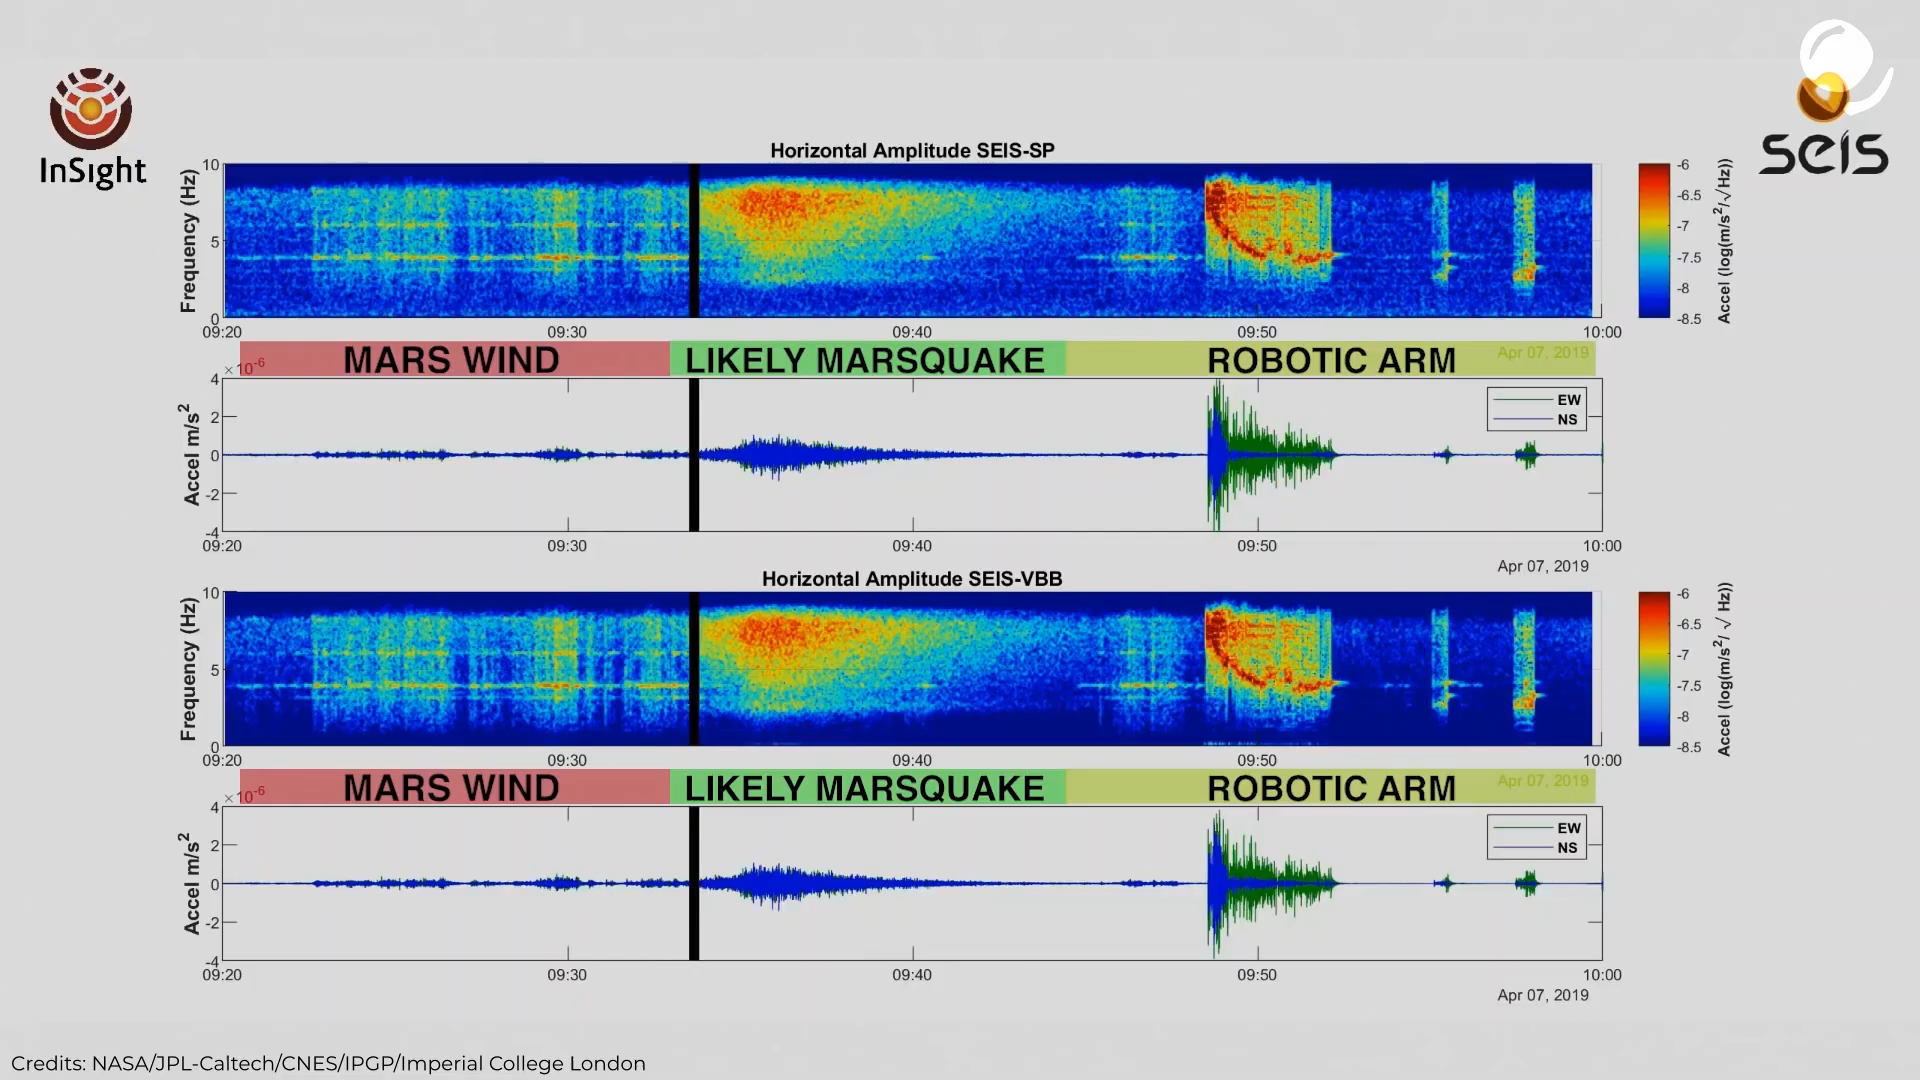 InSight
SEIS
Horizontal Amplitude SEIS-SP
Frequency (Hz)
10
5
0
09:20
09:30
09:40
09:50
10:00
Apr 07, 2019
-6
-6.5
-7
-7.5
-8
-8.5
Accel (log(m/s²/√Hz))
MARS WIND
LIKELY MARSQUAKE
ROBOTIC ARM
× 10⁻⁶
Accel m/s²
4
2
0
-2
-4
EW
NS
09:20
09:30
09:40
09:50
10:00
Apr 07, 2019
Horizontal Amplitude SEIS-VBB
Frequency (Hz)
10
5
0
09:20
09:30
09:40
09:50
10:00
Apr 07, 2019
-6
-6.5
-7
-7.5
-8
-8.5
Accel (log(m/s²/ √ Hz))
MARS WIND
LIKELY MARSQUAKE
ROBOTIC ARM
× 10⁻⁶
Accel m/s²
4
2
0
-2
-4
EW
NS
09:20
09:30
09:40
09:50
10:00
Apr 07, 2019
Credits: NASA/JPL-Caltech/CNES/IPGP/Imperial College London